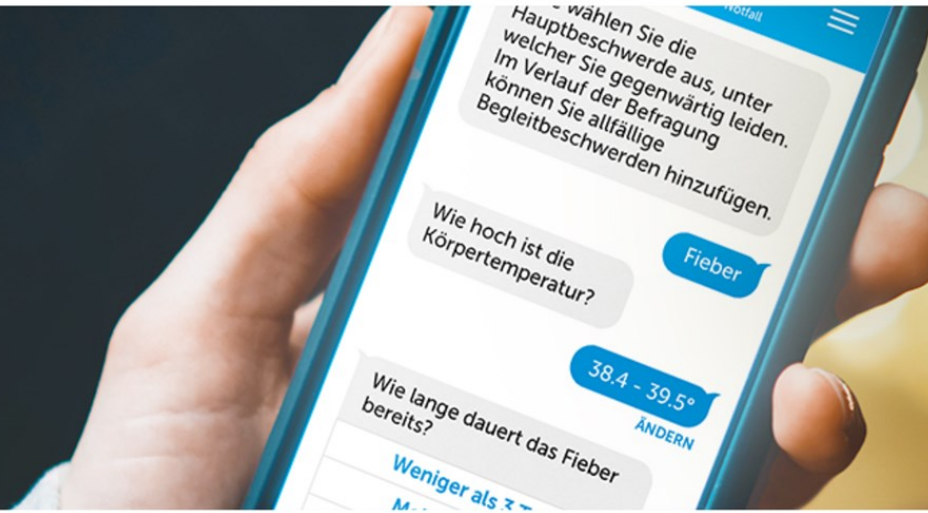 Notfall
wählen Sie die
Hauptbeschwerde aus, unter
welcher Sie gegenwärtig leiden.
Im Verlauf der Befragung
können Sie allfällige
Begleitbeschwerden hinzufügen.
Fieber
Wie hoch ist die
Körpertemperatur?
38.4 - 39.5°
ÄNDERN
Wie lange dauert das Fieber
bereits?
Weniger als 3